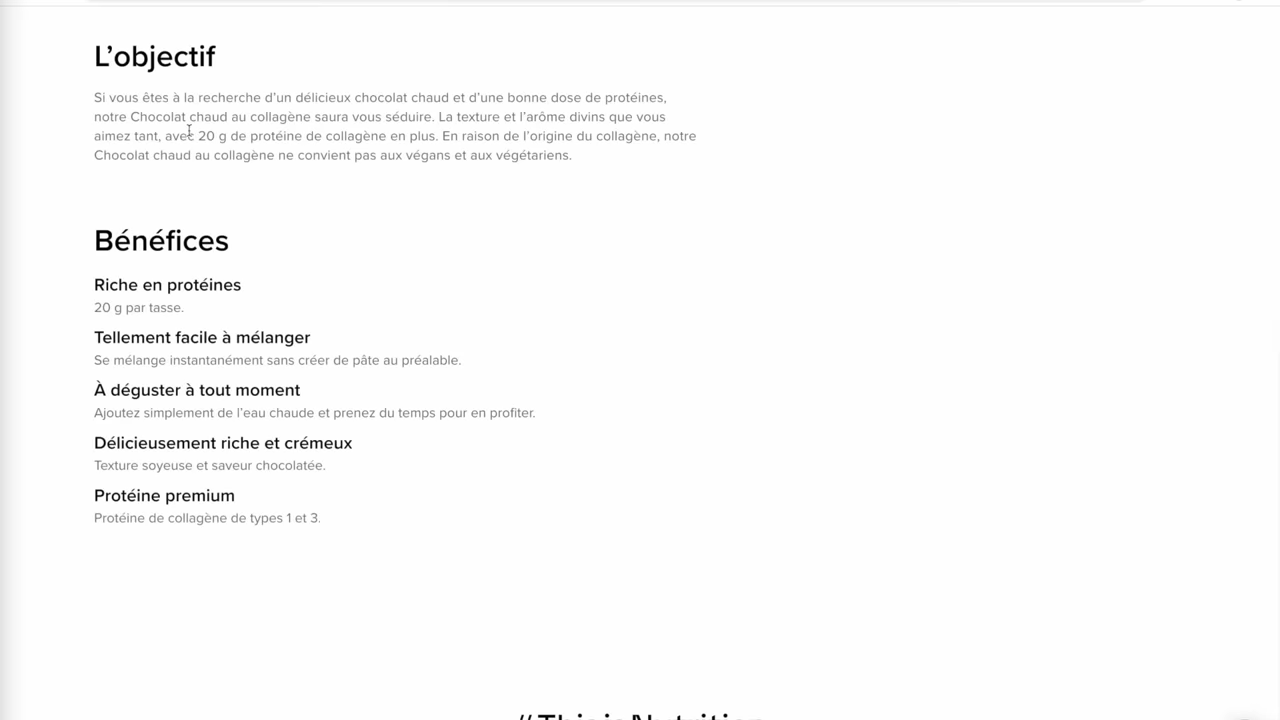 L’objectif
Si vous êtes à la recherche d’un délicieux chocolat chaud et d’une bonne dose de protéines,
notre Chocolat chaud au collagène saura vous séduire. La texture et l’arôme divins que vous
aimez tant, avec 20 g de protéine de collagène en plus. En raison de l’origine du collagène, notre
Chocolat chaud au collagène ne convient pas aux végans et aux végétariens.
Bénéfices
Riche en protéines
20 g par tasse.
Tellement facile à mélanger
Se mélange instantanément sans créer de pâte au préalable.
À déguster à tout moment
Ajoutez simplement de l’eau chaude et prenez du temps pour en profiter.
Délicieusement riche et crémeux
Texture soyeuse et saveur chocolatée.
Protéine premium
Protéine de collagène de types 1 et 3.
#ThisisNutrition